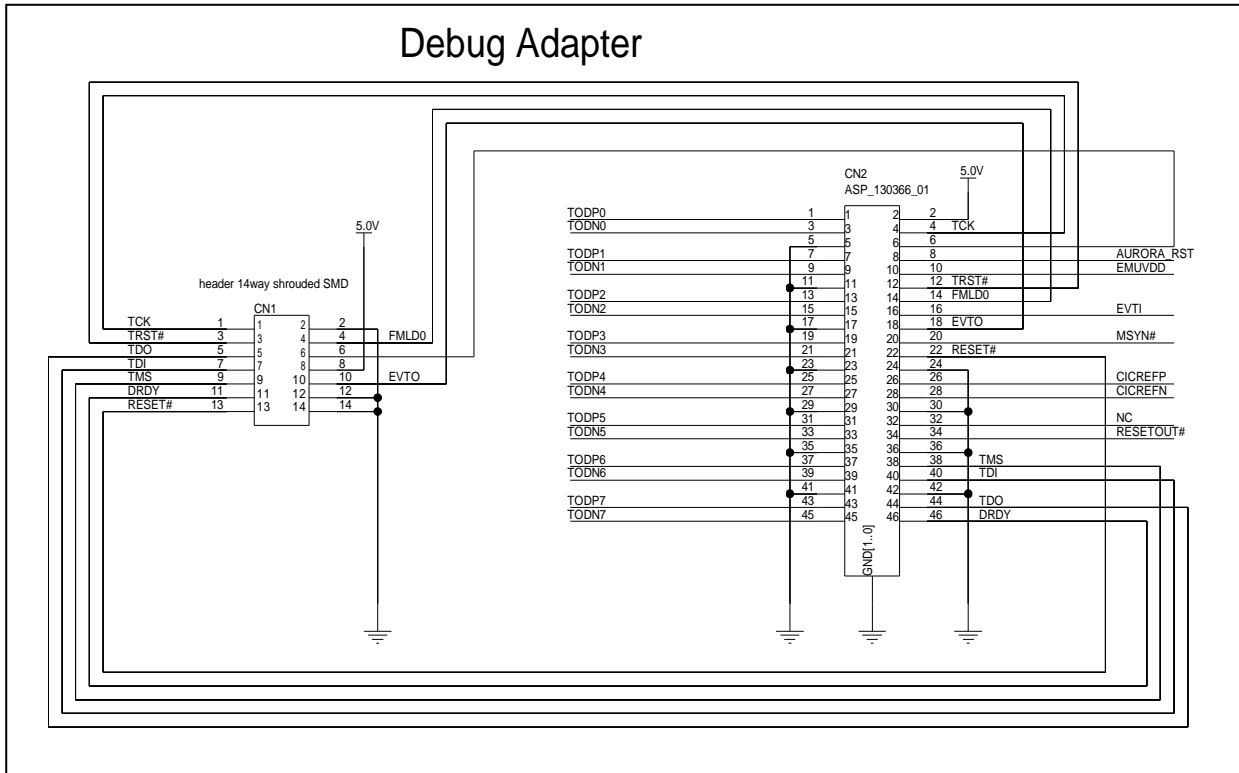 Debug Adapter
CN2
ASP_130366_01
5.0V
TODP0 1 1 2 2
TODN0 3 3 4 4 TCK
5 5 6 6
TODP1 7 7 8 8 AURORA_RST
TODN1 9 9 10 10 EMUVDD
11 11 12 12 TRST#
TODP2 13 13 14 14 FMLD0
TODN2 15 15 16 16 EVTI
17 17 18 18 EVTO
TODP3 19 19 20 20 MSYN#
TODN3 21 21 22 22 RESET#
23 23 24 24
TODP4 25 25 26 26 CICREFP
TODN4 27 27 28 28 CICREFN
29 29 30 30
TODP5 31 31 32 32 NC
TODN5 33 33 34 34 RESETOUT#
35 35 36 36
TODP6 37 37 38 38 TMS
TODN6 39 39 40 40 TDI
41 41 42 42
TODP7 43 43 44 44 TDO
TODN7 45 45 46 46 DRDY
GND[1..0]
5.0V
header 14way shrouded SMD
CN1
TCK 1 1 2 2
TRST# 3 3 4 4 FMLD0
TDO 5 5 6 6
TDI 7 7 8 8
TMS 9 9 10 10 EVTO
DRDY 11 11 12 12
RESET# 13 13 14 14